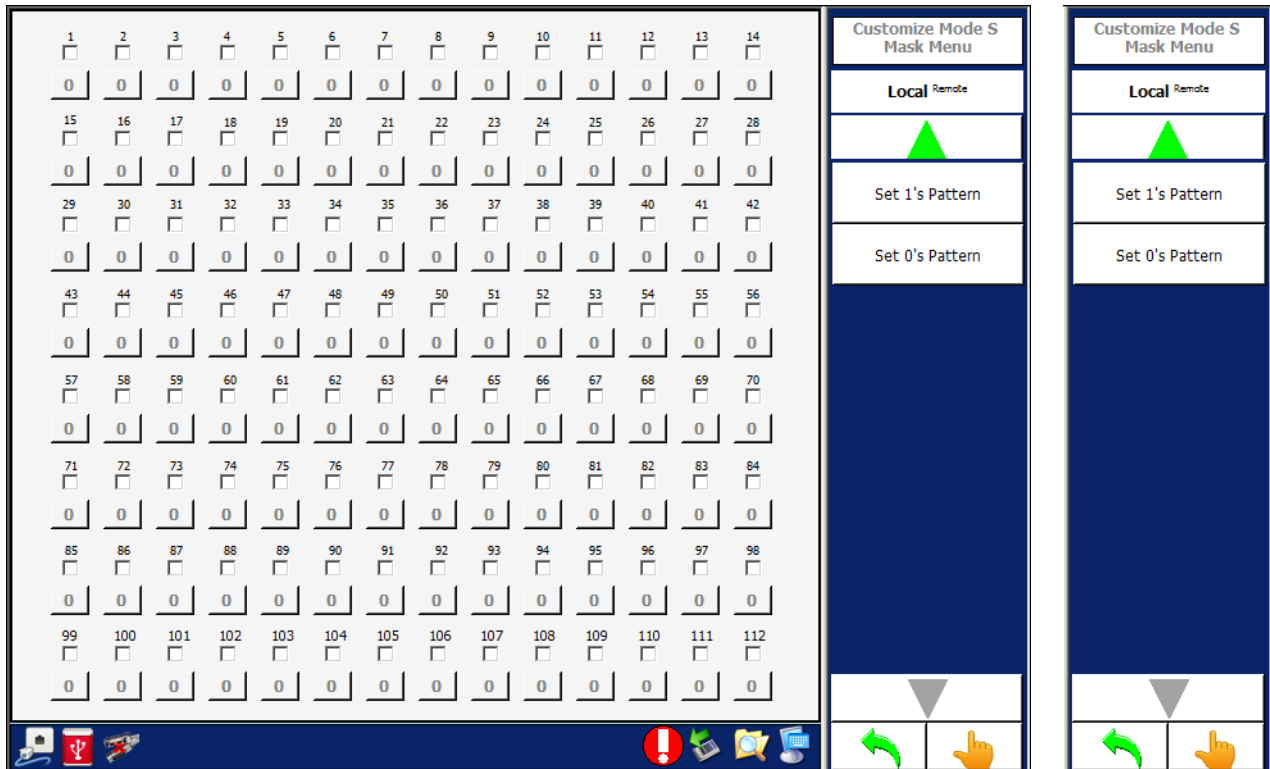 1 2 3 4 5 6 7 8 9 10 11 12 13 14
0 0 0 0 0 0 0 0 0 0 0 0 0 0
15 16 17 18 19 20 21 22 23 24 25 26 27 28
0 0 0 0 0 0 0 0 0 0 0 0 0 0
29 30 31 32 33 34 35 36 37 38 39 40 41 42
0 0 0 0 0 0 0 0 0 0 0 0 0 0
43 44 45 46 47 48 49 50 51 52 53 54 55 56
0 0 0 0 0 0 0 0 0 0 0 0 0 0
57 58 59 60 61 62 63 64 65 66 67 68 69 70
0 0 0 0 0 0 0 0 0 0 0 0 0 0
71 72 73 74 75 76 77 78 79 80 81 82 83 84
0 0 0 0 0 0 0 0 0 0 0 0 0 0
85 86 87 88 89 90 91 92 93 94 95 96 97 98
0 0 0 0 0 0 0 0 0 0 0 0 0 0
99 100 101 102 103 104 105 106 107 108 109 110 111 112
0 0 0 0 0 0 0 0 0 0 0 0 0 0
Customize Mode S
Mask Menu
Local Remote
Set 1's Pattern
Set 0's Pattern
Customize Mode S
Mask Menu
Local Remote
Set 1's Pattern
Set 0's Pattern